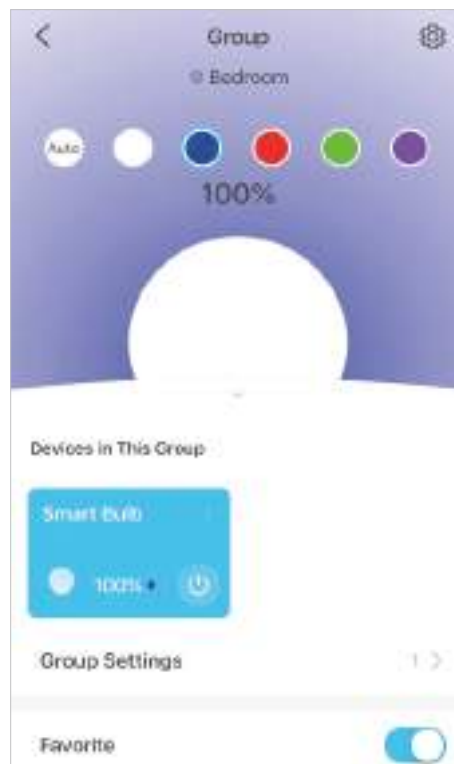 Group
Bedroom
Auto
100%
Devices in This Group
Smart Bulb
100%
Group Settings
1
Favorite